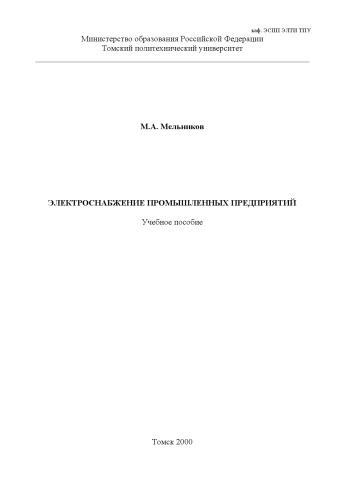 каф. ЭСПП ЭЛТИ ТПУ
Министерство образования Российской Федерации
Томский политехнический университет
М.А. Мельников
ЭЛЕКТРОСНАБЖЕНИЕ ПРОМЫШЛЕННЫХ ПРЕДПРИЯТИЙ
Учебное пособие
Томск 2000